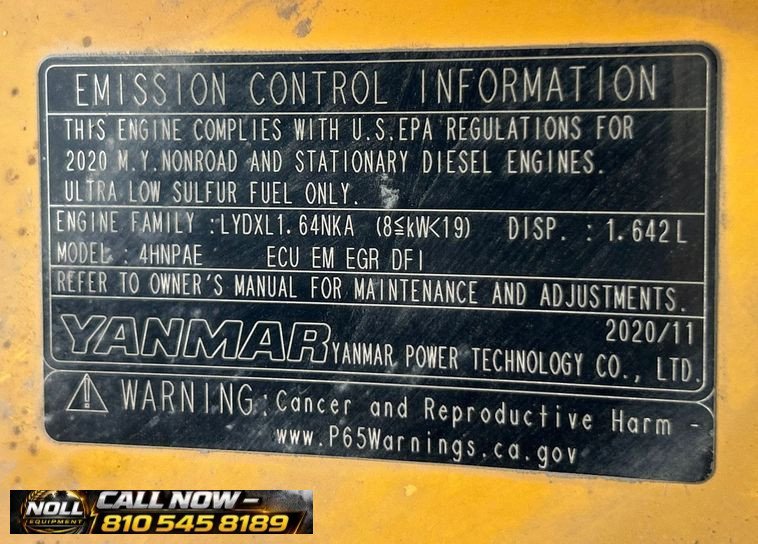 EMISSION CONTROL INFORMATION
THIS ENGINE COMPLIES WITH U.S.EPA REGULATIONS FOR
2020 M.Y.NONROAD AND STATIONARY DIESEL ENGINES.
ULTRA LOW SULFUR FUEL ONLY.
ENGINE FAMILY :LYDXL1.64NKA (8≦kW<19) DISP. : 1.642L
MODEL : 4HNPAE ECU EM EGR DFI
REFER TO OWNER'S MANUAL FOR MAINTENANCE AND ADJUSTMENTS.
2020/11
YANMAR YANMAR POWER TECHNOLOGY CO., LTD.
WARNING:Cancer and Reproductive Harm -
www.P65Warnings.ca.gov
NOLL
EQUIPMENT
CALL NOW -
810 545 8189